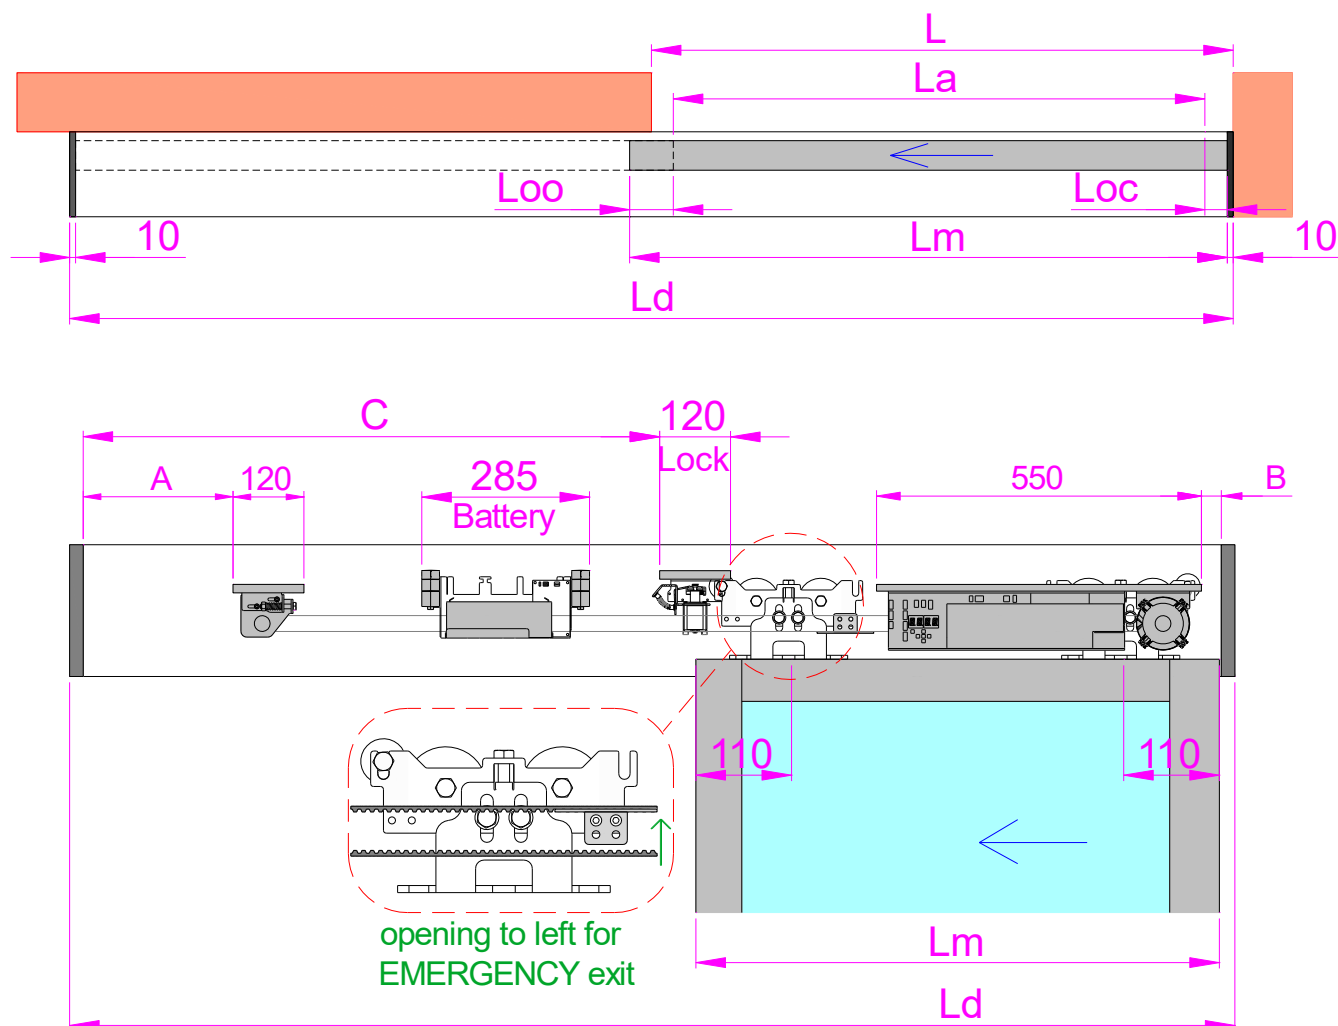 L
La
Loo
Loc
10
Lm
10
Ld
C
120
Lock
A
120
285
Battery
550
B
110
110
opening to left for
EMERGENCY exit
Lm
Ld